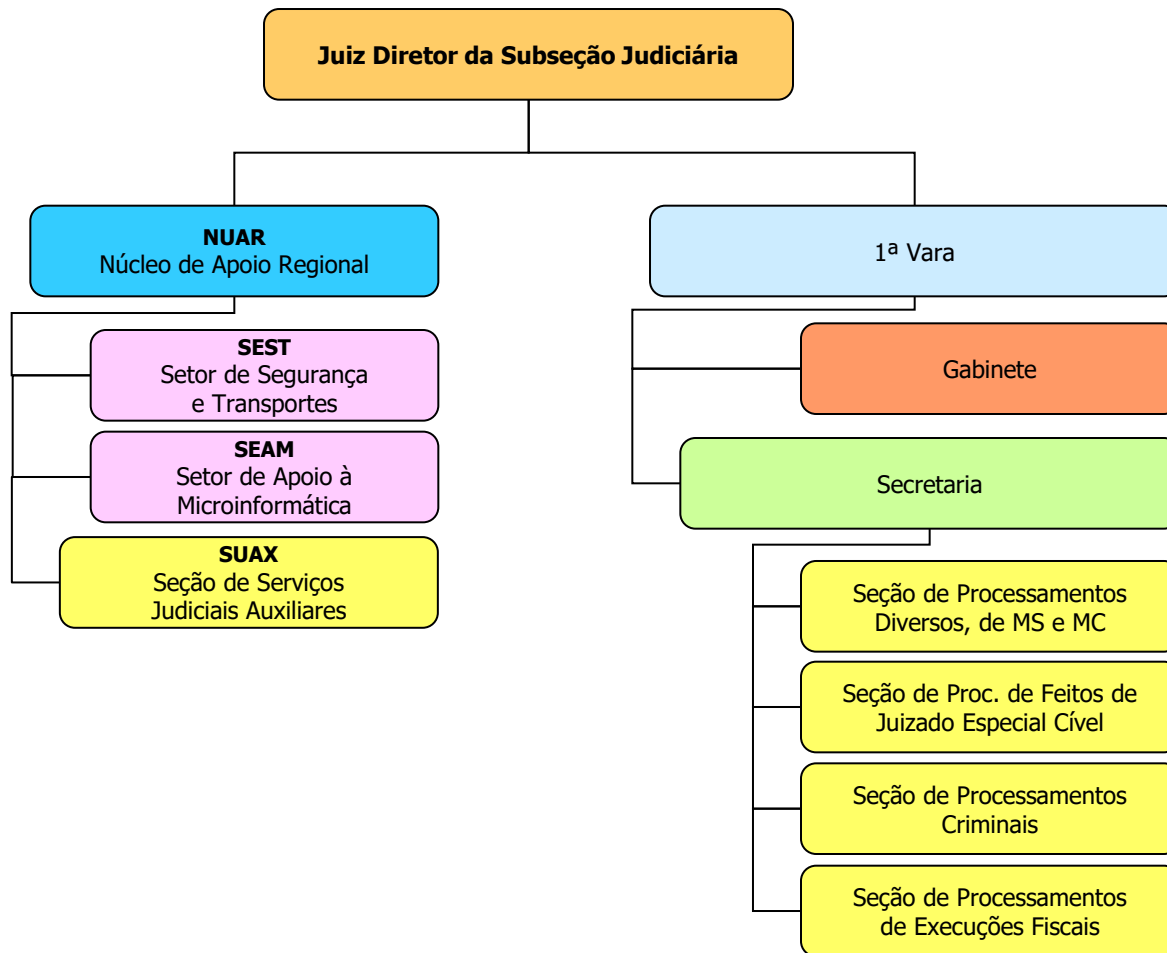 Juiz Diretor da Subseção Judiciária
NUAR
Núcleo de Apoio Regional
SEST
Setor de Segurança
e Transportes
SEAM
Setor de Apoio à
Microinformática
SUAX
Seção de Serviços
Judiciais Auxiliares
1ª Vara
Gabinete
Secretaria
Seção de Processamentos
Diversos, de MS e MC
Seção de Proc. de Feitos de
Juizado Especial Cível
Seção de Processamentos
Criminais
Seção de Processamentos
de Execuções Fiscais